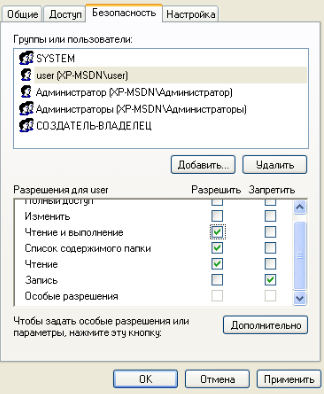 Общие Доступ Безопасность Настройка
Группы или пользователи:
SYSTEM
user (XP-MSDN\user)
Администратор (XP-MSDN\Администратор)
Администраторы (XP-MSDN\Администраторы)
СОЗДАТЕЛЬ-ВЛАДЕЛЕЦ
Добавить... Удалить
Разрешения для user Разрешить Запретить
Полный доступ
Изменить
Чтение и выполнение
Список содержимого папки
Чтение
Запись
Особые разрешения
Чтобы задать особые разрешения или
параметры, нажмите эту кнопку:
Дополнительно
OK Отмена Применить